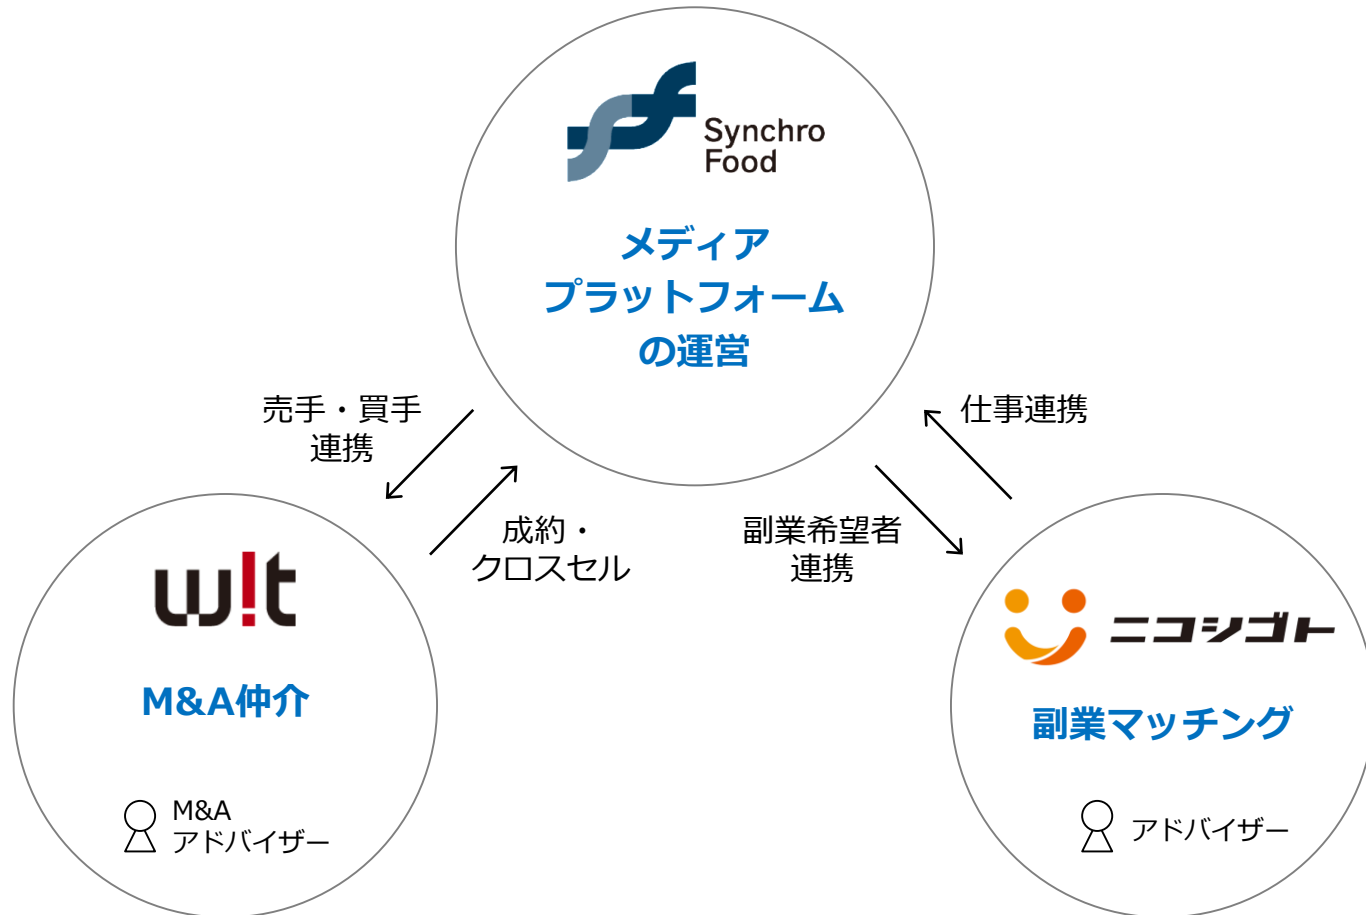 Synchro
Food
メディア
プラットフォーム
の運営
売手・買手
連携
成約・
クロスセル
仕事連携
副業希望者
連携
w!t
M&A仲介
M&A
アドバイザー
ニコシゴト
副業マッチング
アドバイザー